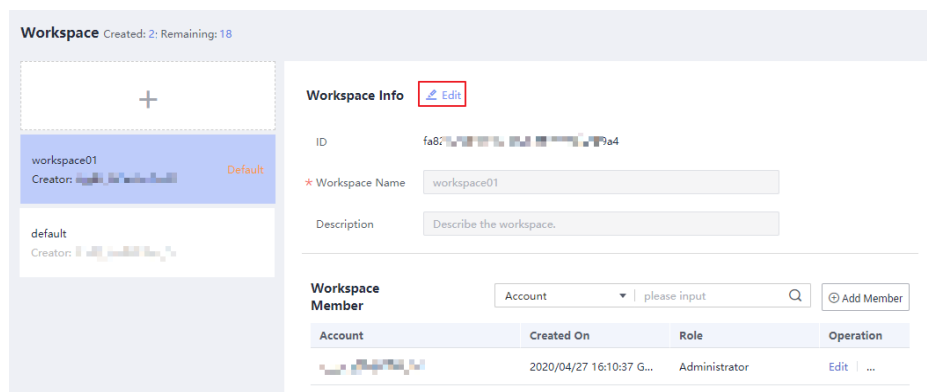 Workspace Created: 2: Remaining: 18
+
workspace01
Creator:
Default
default
Creator:
Workspace Info Edit
ID
* Workspace Name workspace01
Description Describe the workspace.
Workspace
Member
Account please input Add Member
Account Created On Role Operation
2020/04/27 16:10:37 G... Administrator Edit ...